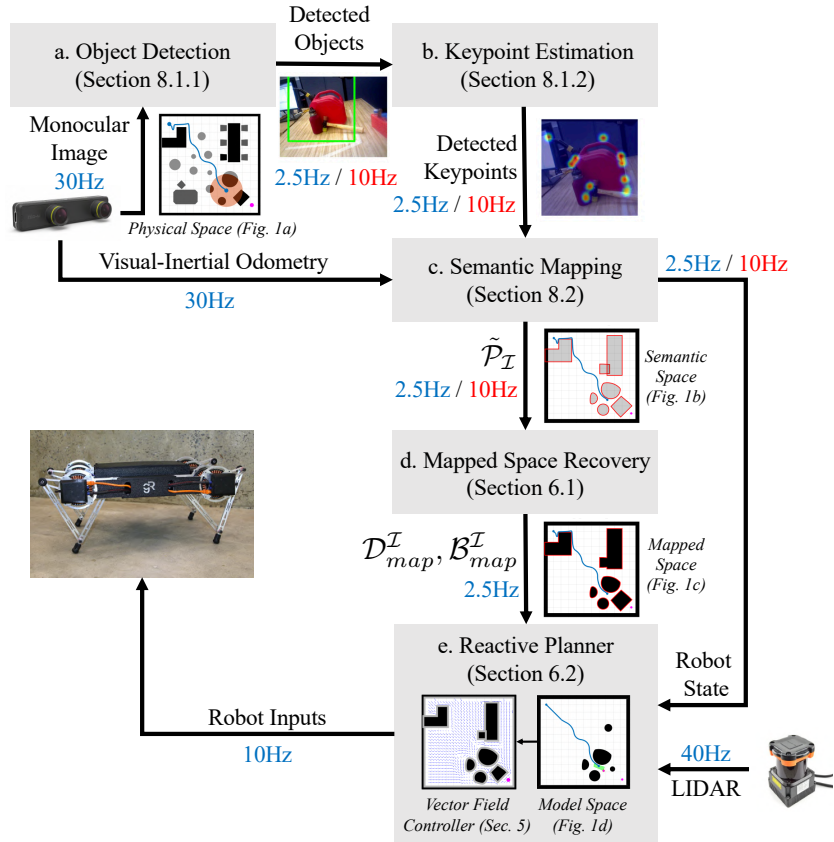 Detected
Objects
a. Object Detection
(Section 8.1.1)
b. Keypoint Estimation
(Section 8.1.2)
Monocular
Image
30Hz
2.5Hz / 10Hz
Detected
Keypoints
2.5Hz / 10Hz
Physical Space (Fig. 1a)
Visual-Inertial Odometry
30Hz
c. Semantic Mapping
(Section 8.2)
2.5Hz / 10Hz
𝒫̃_ℐ
2.5Hz / 10Hz
Semantic
Space
(Fig. 1b)
d. Mapped Space Recovery
(Section 6.1)
𝒟^ℐ_map, ℬ^ℐ_map
2.5Hz
Mapped
Space
(Fig. 1c)
e. Reactive Planner
(Section 6.2)
Robot
State
Robot Inputs
10Hz
40Hz
LIDAR
Vector Field
Controller (Sec. 5)
Model Space
(Fig. 1d)